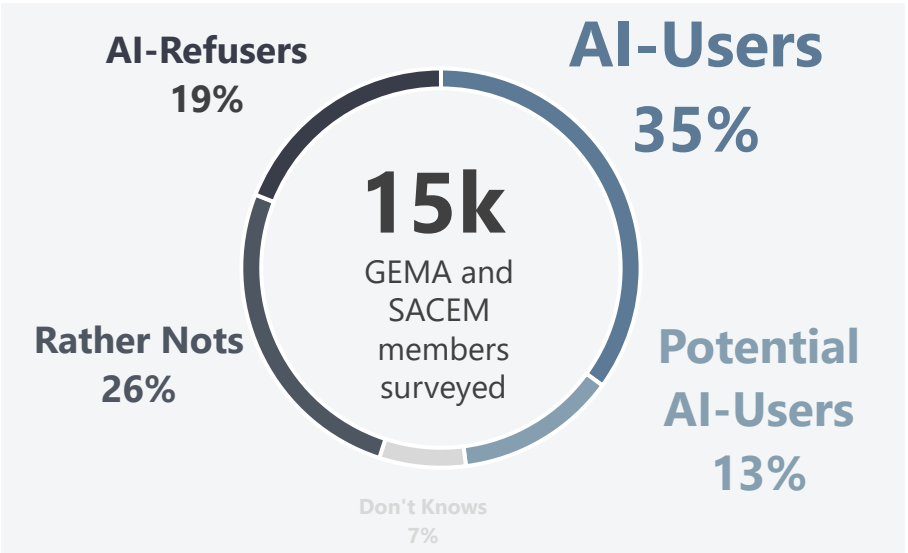 AI-Refusers
19%
AI-Users
35%
15k
GEMA and
SACEM
members
surveyed
Rather Nots
26%
Potential
AI-Users
13%
Don't Knows
7%